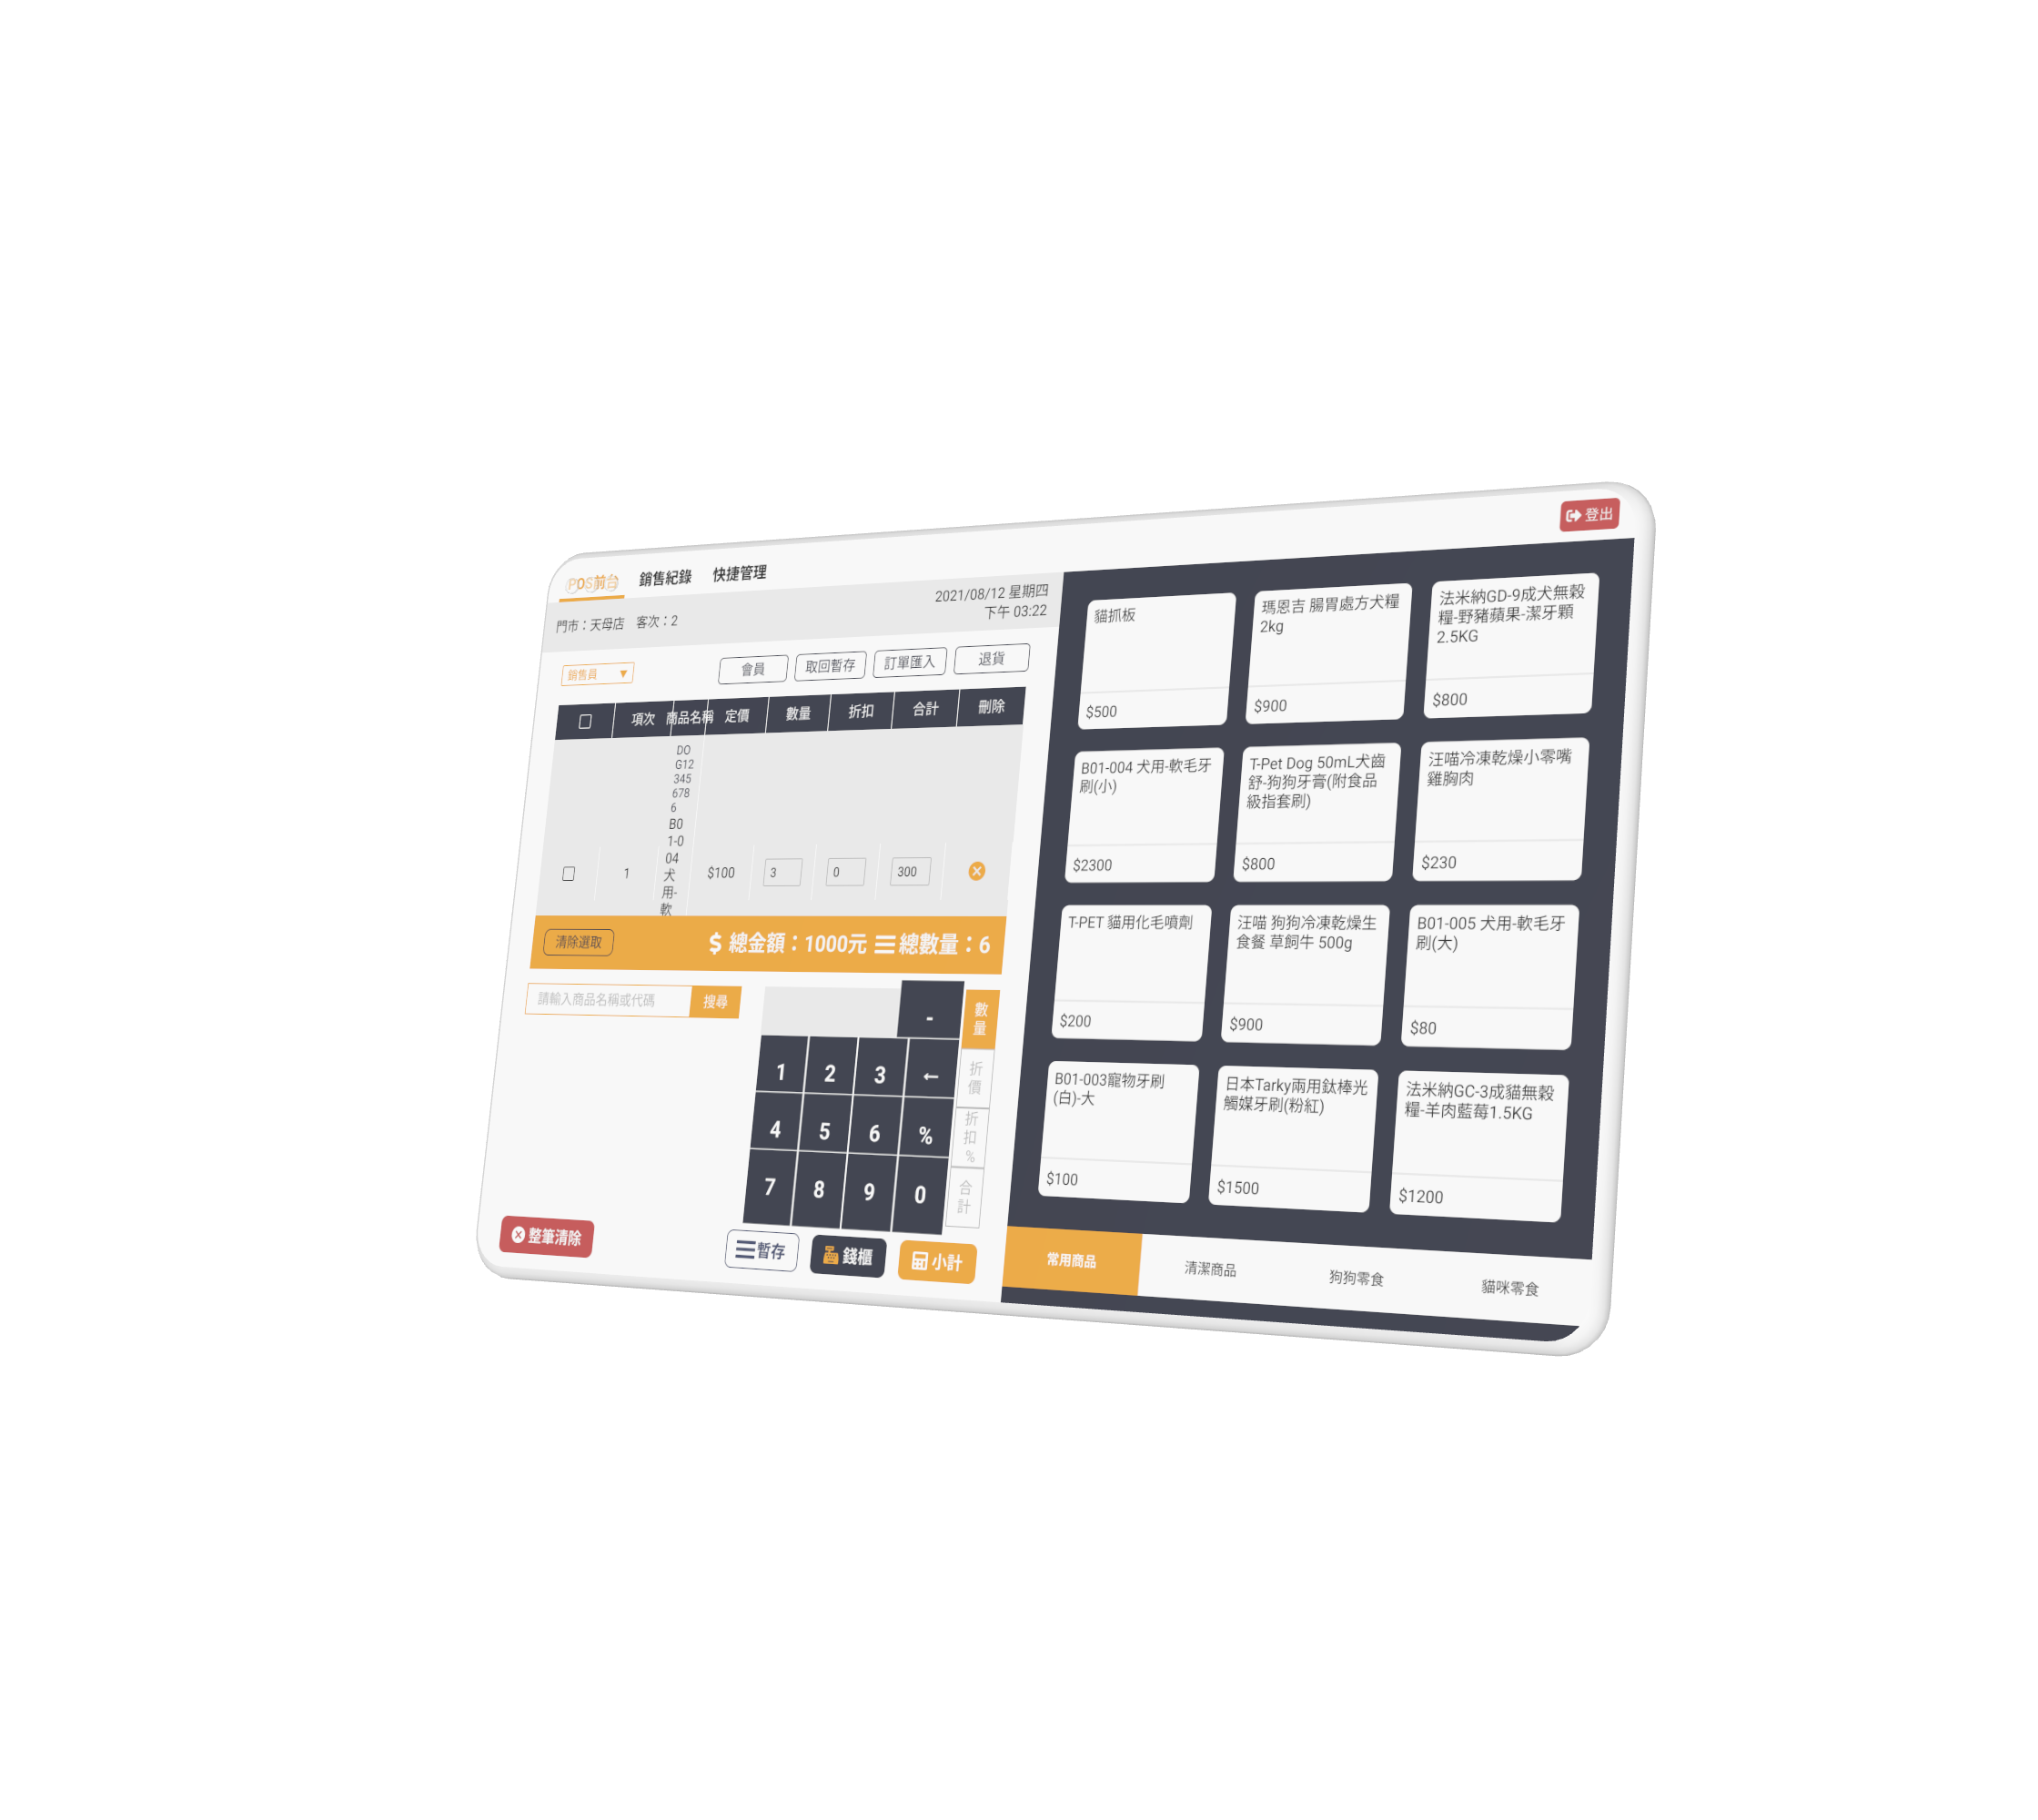 POS前台 銷售紀錄 快捷管理
登出
門市：天母店 客次：2
2021/08/12 星期四
下午 03:22
銷售員
會員 取回暫存 訂單匯入 退貨
項次 商品名稱 定價 數量 折扣 合計 刪除
DO
G12
345
678
6
B0
1-0
04
犬
用-
軟
1 $100 3 0 300
清除選取 總金額：1000元 總數量：6
請輸入商品名稱或代碼 搜尋
-
1 2 3 ←
4 5 6 %
7 8 9 0
數
量
折
價
折
扣
%
合
計
整筆清除 暫存 錢櫃 小計
貓抓板
$500
瑪恩吉 腸胃處方犬糧
2kg
$900
法米納GD-9成犬無穀
糧-野豬蘋果-潔牙顆
2.5KG
$800
B01-004 犬用-軟毛牙
刷(小)
$2300
T-Pet Dog 50mL犬齒
舒-狗狗牙膏(附食品
級指套刷)
$800
汪喵冷凍乾燥小零嘴
雞胸肉
$230
T-PET 貓用化毛噴劑
$200
汪喵 狗狗冷凍乾燥生
食餐 草飼牛 500g
$900
B01-005 犬用-軟毛牙
刷(大)
$80
B01-003寵物牙刷
(白)-大
$100
日本Tarky兩用鈦棒光
觸媒牙刷(粉紅)
$1500
法米納GC-3成貓無穀
糧-羊肉藍莓1.5KG
$1200
常用商品 清潔商品 狗狗零食 貓咪零食